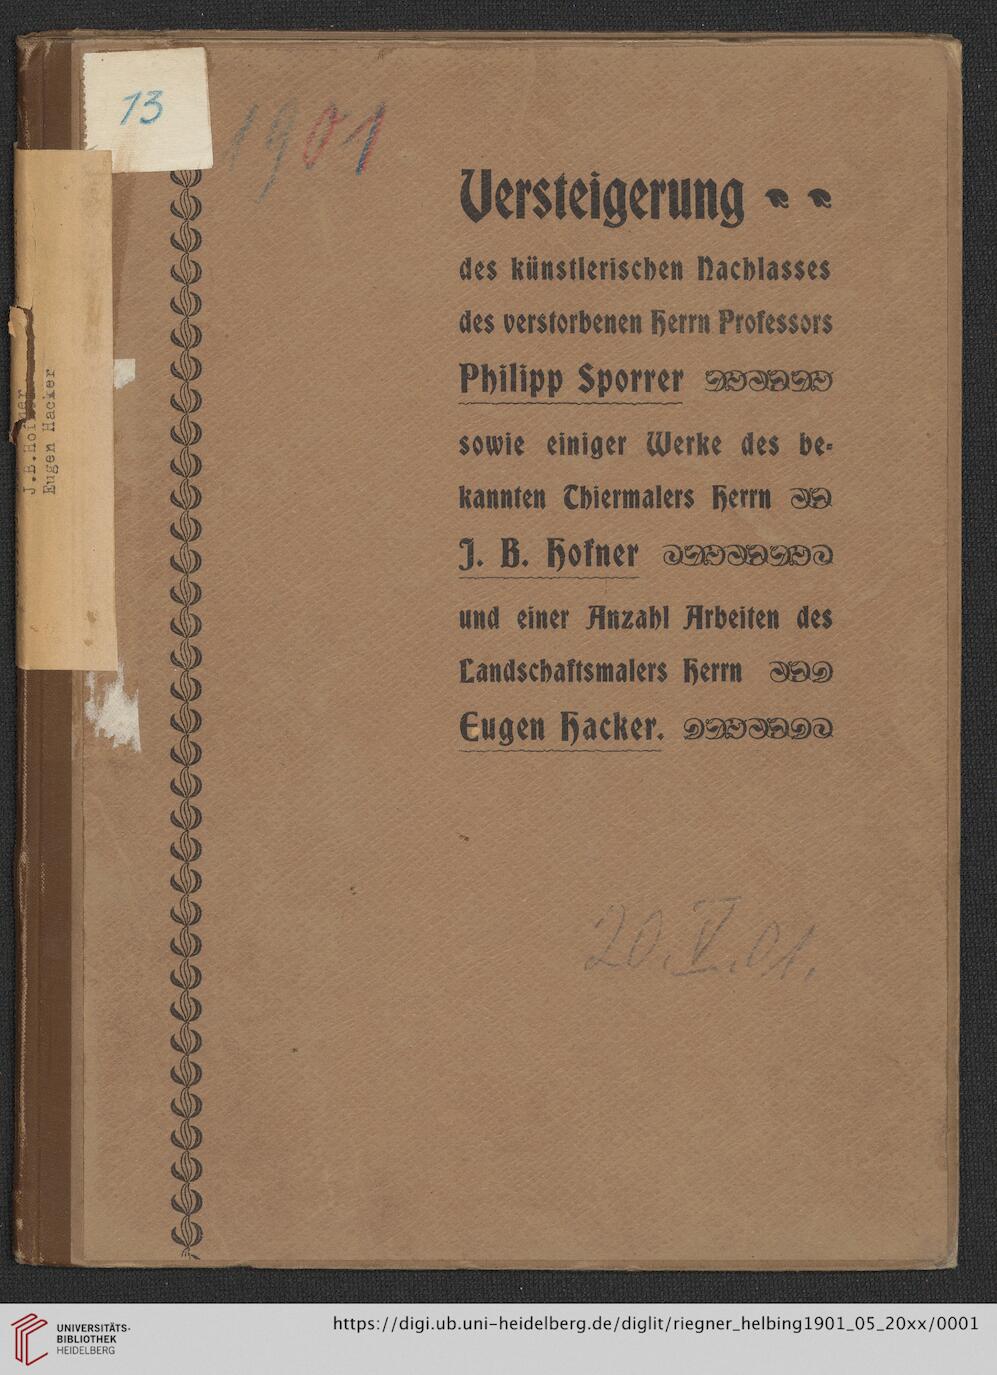 13
1901
Versteigerung
des künstlerischen Nachlasses
des verstorbenen Herrn Professors
Philipp Sporrer
sowie einiger Werke des be-
kannten Thiermalers Herrn
J. B. Hofner
und einer Anzahl Arbeiten des
Landschaftsmalers Herrn
Eugen Hacker.
20. V. 01.
J.B.Ho
Eugen Hacker
UNIVERSITÄTS-
BIBLIOTHEK
HEIDELBERG
https://digi.ub.uni-heidelberg.de/diglit/riegner_helbing1901_05_20xx/0001